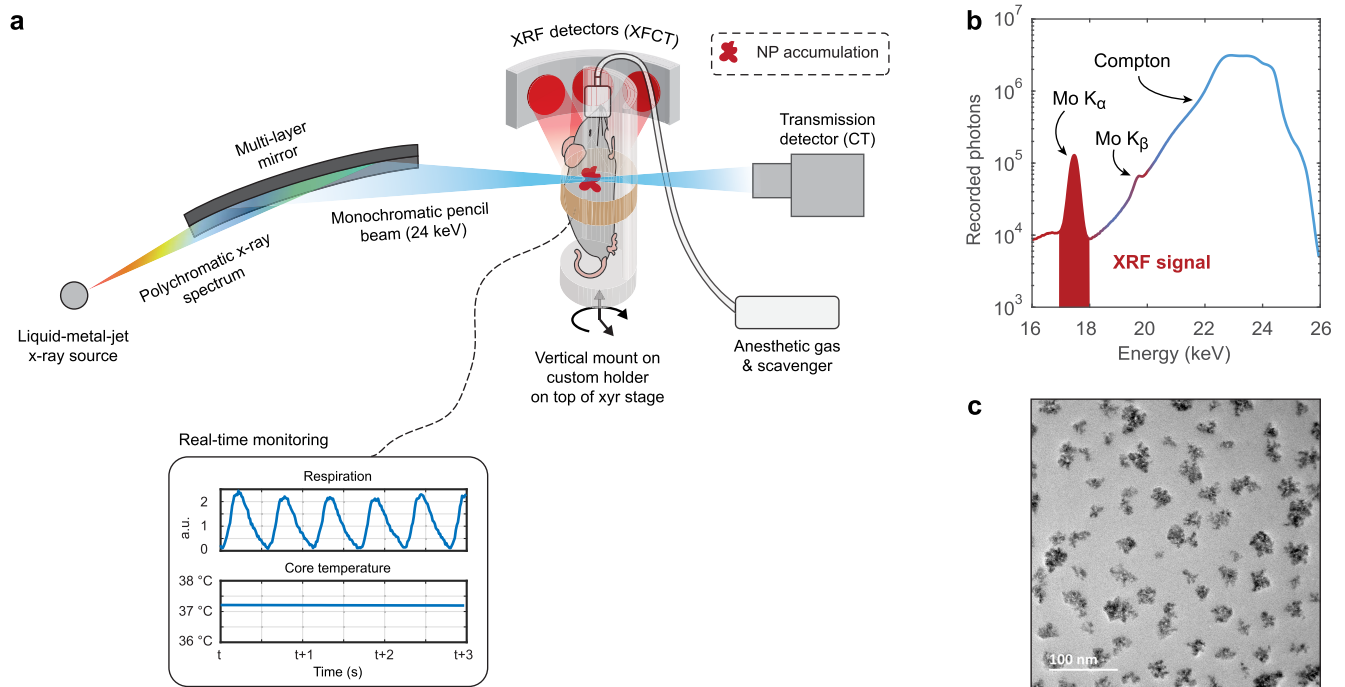 a
XRF detectors (XFCT)
NP accumulation
Multi-layer
mirror
Transmission
detector (CT)
Monochromatic pencil
beam (24 keV)
Polychromatic x-ray
spectrum
Liquid-metal-jet
x-ray source
Vertical mount on
custom holder
on top of xyr stage
Anesthetic gas
& scavenger
Real-time monitoring
Respiration
2
1
0
a.u.
Core temperature
38 °C
37 °C
36 °C
t
t+1
t+2
t+3
Time (s)
b
10⁷
10⁶
10⁵
10⁴
10³
Recorded photons
Compton
Mo Kα
Mo Kβ
XRF signal
16
18
20
22
24
26
Energy (keV)
c
100 nm